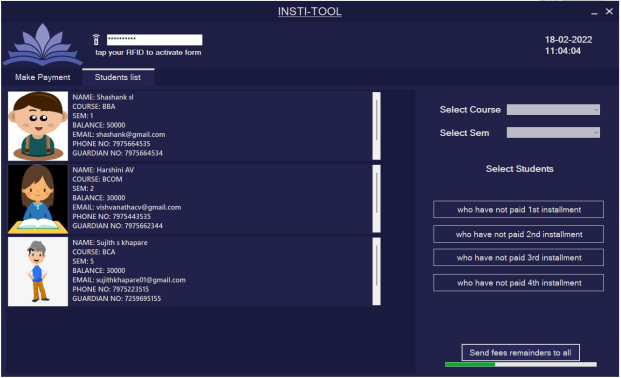 INSTI-TOOL
**********
tap your RFID to activate form
18-02-2022
11:04:04
Make Payment
Students list
NAME: Shashank sl
COURSE: BBA
SEM: 1
BALANCE: 50000
EMAIL: shashank@gmail.com
PHONE NO: 7975664535
GUARDIAN NO: 7975664534
NAME: Harshini AV
COURSE: BCOM
SEM: 2
BALANCE: 30000
EMAIL: vishvanathacv@gmail.com
PHONE NO: 7975443535
GUARDIAN NO: 7975662344
NAME: Sujith s khapare
COURSE: BCA
SEM: 5
BALANCE: 30000
EMAIL: sujithkhapare01@gmail.com
PHONE NO: 7975223515
GUARDIAN NO: 7259695155
Select Course
Select Sem
Select Students
who have not paid 1st installment
who have not paid 2nd installment
who have not paid 3rd installment
who have not paid 4th installment
Send fees remainders to all